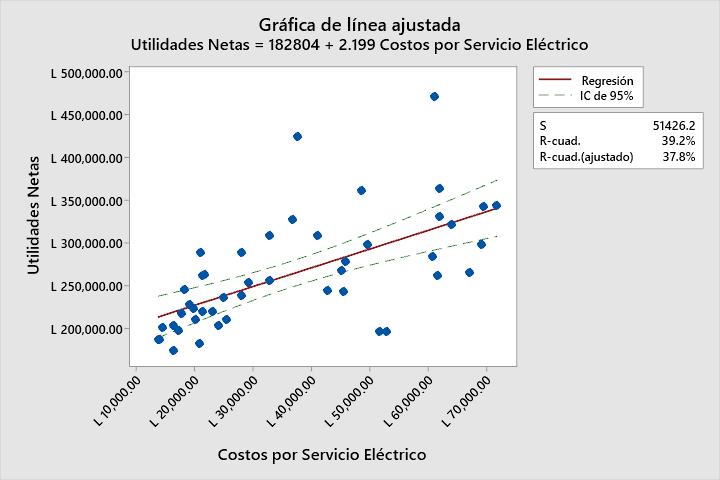 Gráfica de línea ajustada
Utilidades Netas = 182804 + 2.199 Costos por Servicio Eléctrico
Utilidades Netas
L 500,000.00
L 450,000.00
L 400,000.00
L 350,000.00
L 300,000.00
L 250,000.00
L 200,000.00
L 10,000.00
L 20,000.00
L 30,000.00
L 40,000.00
L 50,000.00
L 60,000.00
L 70,000.00
Costos por Servicio Eléctrico
Regresión
IC de 95%
S 51426.2
R-cuad. 39.2%
R-cuad.(ajustado) 37.8%